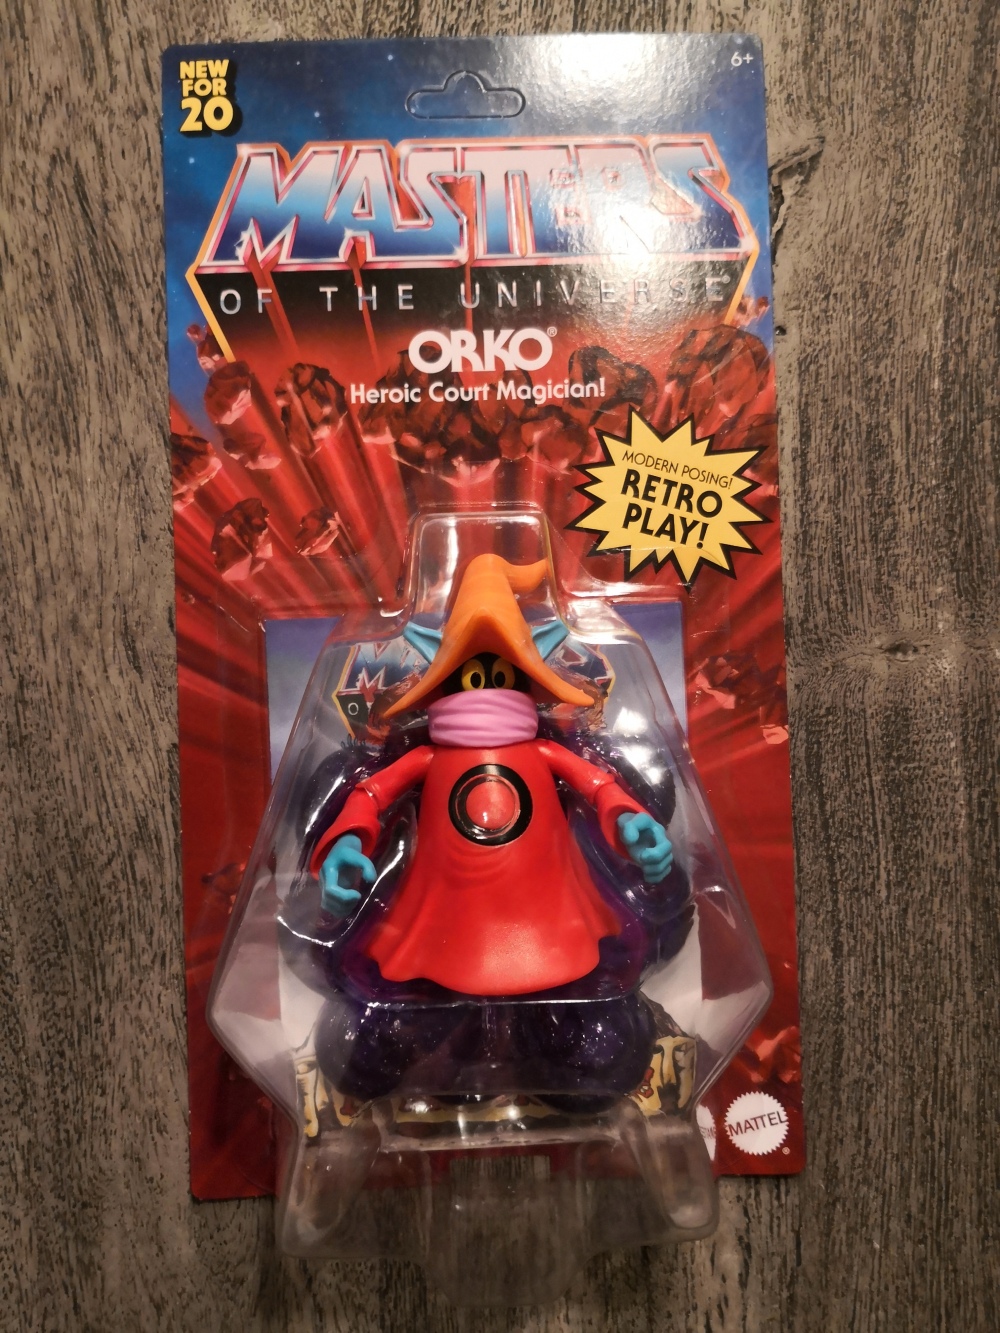 NEW
FOR
20
6+
MASTERS
OF THE UNIVERSE®
ORKO®
Heroic Court Magician!
MODERN POSING!
RETRO
PLAY!
MATTEL®